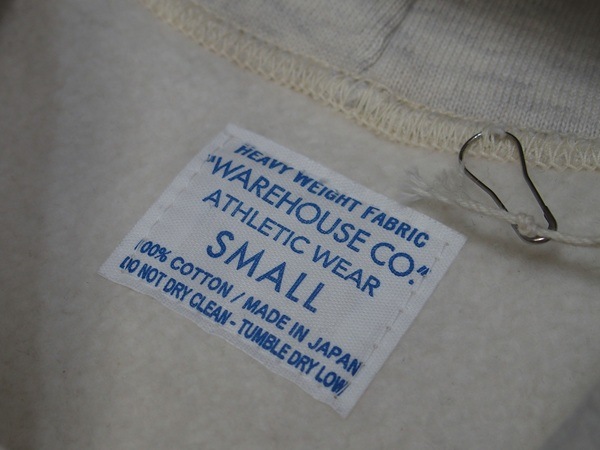 HEAVY WEIGHT FABRIC
"WAREHOUSE CO."
ATHLETIC WEAR
SMALL
100% COTTON / MADE IN JAPAN
DO NOT DRY CLEAN - TUMBLE DRY LOW